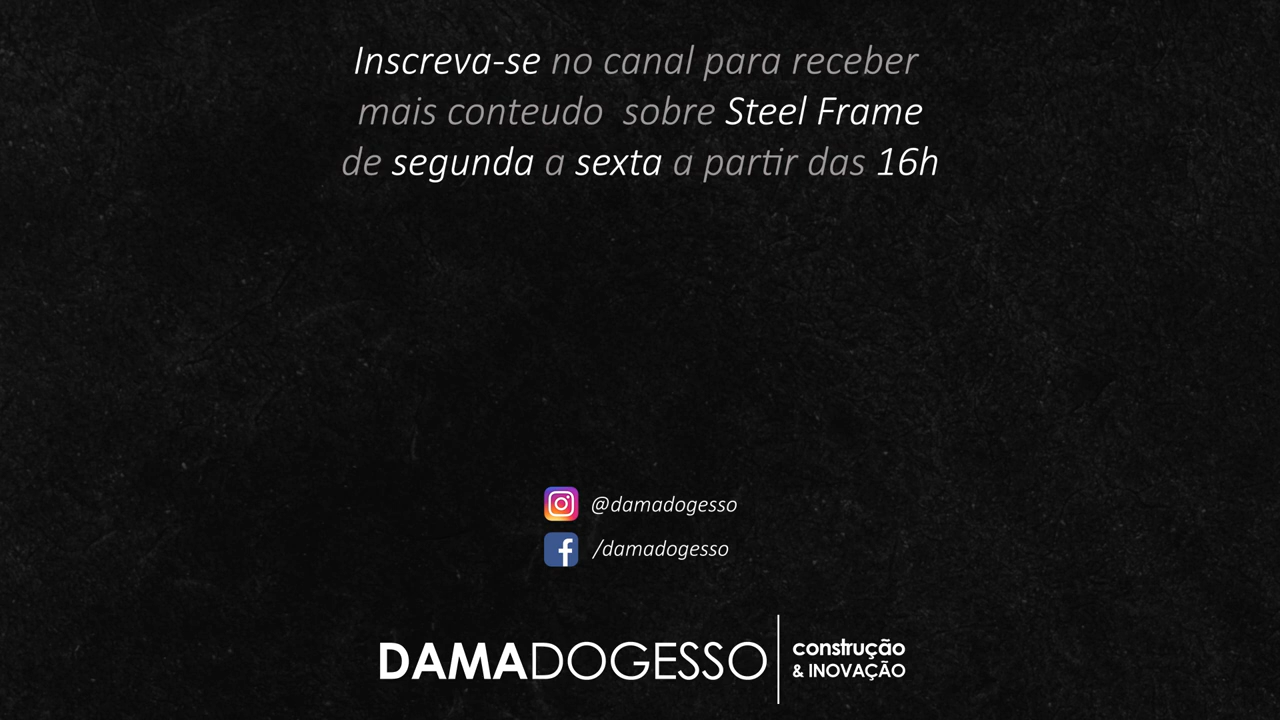 Inscreva-se no canal para receber
mais conteudo sobre Steel Frame
de segunda a sexta a partir das 16h
@damadogesso
/damadogesso
DAMADOGESSO
construção
& INOVAÇÃO